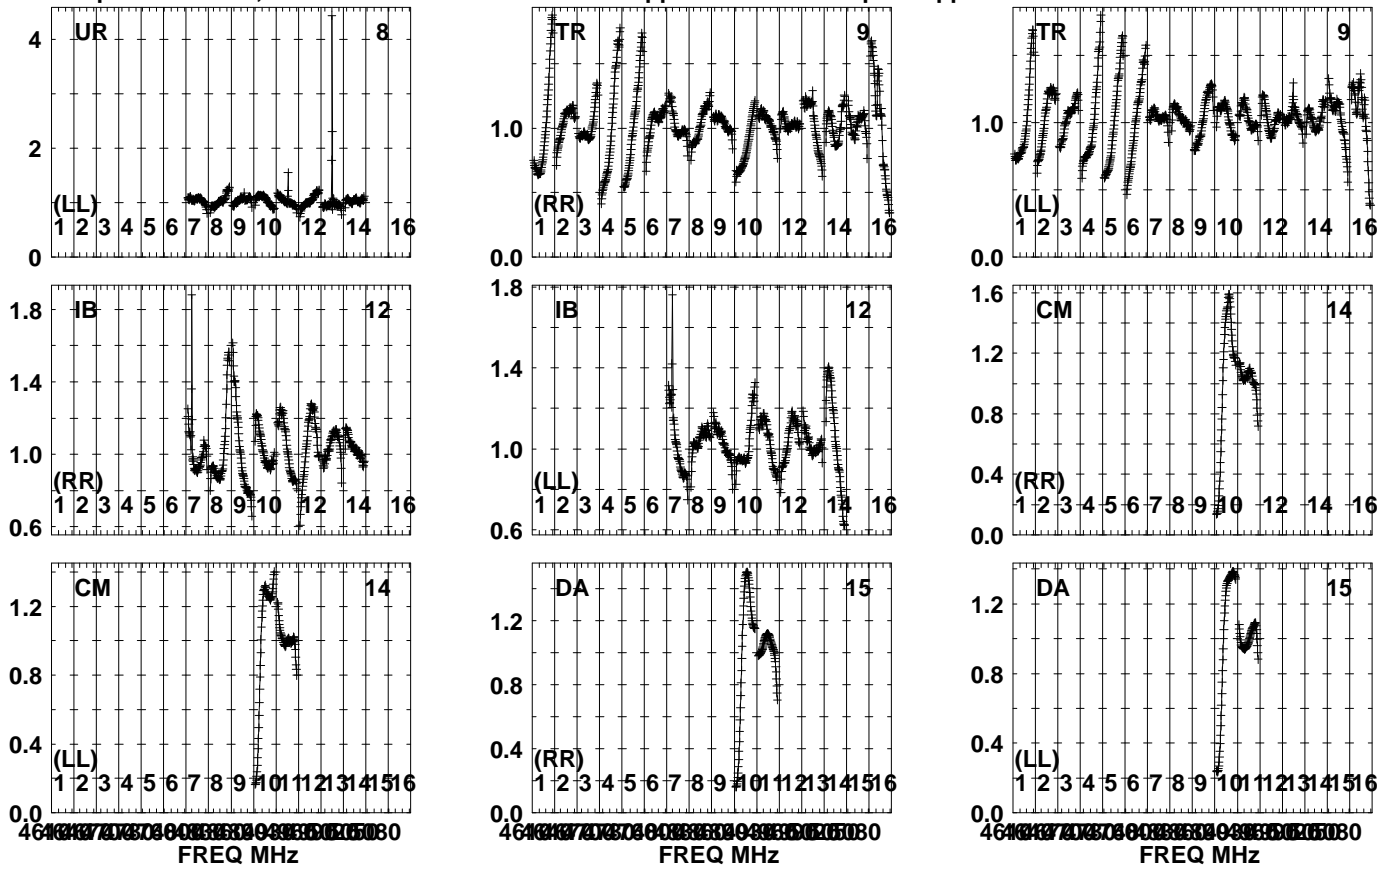 UR 8 TR 9 TR 9
4 2 0 1.0 0.0 1.0 0.0
(LL) (RR) (LL)
1 2 3 4 5 6 7 8 9 10 12 14 16 1 2 3 4 5 6 7 8 9 10 12 14 16 1 2 3 4 5 6 7 8 9 10 12 14 16
IB 12 IB 12 CM 14
1.8 1.4 1.0 0.6 1.8 1.4 1.0 0.6 1.6 1.2 0.8 0.4 0.0
(RR) (LL) (RR)
1 2 3 4 5 6 7 8 9 10 12 14 16 1 2 3 4 5 6 7 8 9 10 12 14 16 1 2 3 4 5 6 7 8 9 10 12 14 16
CM 14 DA 15 DA 15
1.2 0.8 0.4 0.0 1.2 0.8 0.4 0.0 1.2 0.8 0.4 0.0
(LL) (RR) (LL)
1 2 3 4 5 6 7 8 9 10 11 12 13 14 15 16 1 2 3 4 5 6 7 8 9 10 11 12 13 14 15 16 1 2 3 4 5 6 7 8 9 10 11 12 13 14 15 16
FREQ MHz FREQ MHz FREQ MHz